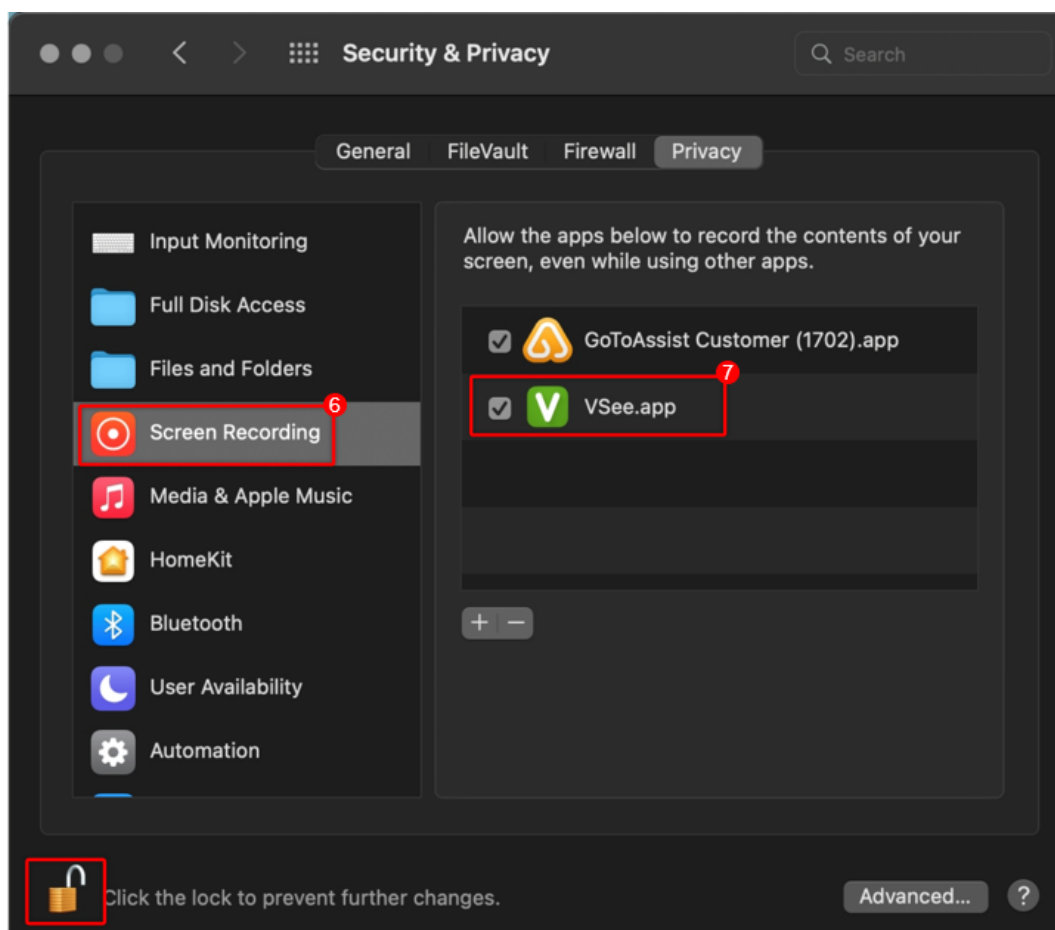 Security & Privacy
Search
General
FileVault
Firewall
Privacy
Input Monitoring
Full Disk Access
Files and Folders
6
Screen Recording
Media & Apple Music
HomeKit
Bluetooth
User Availability
Automation
Allow the apps below to record the contents of your
screen, even while using other apps.
GoToAssist Customer (1702).app
7
VSee.app
+ −
Click the lock to prevent further changes.
Advanced...
?